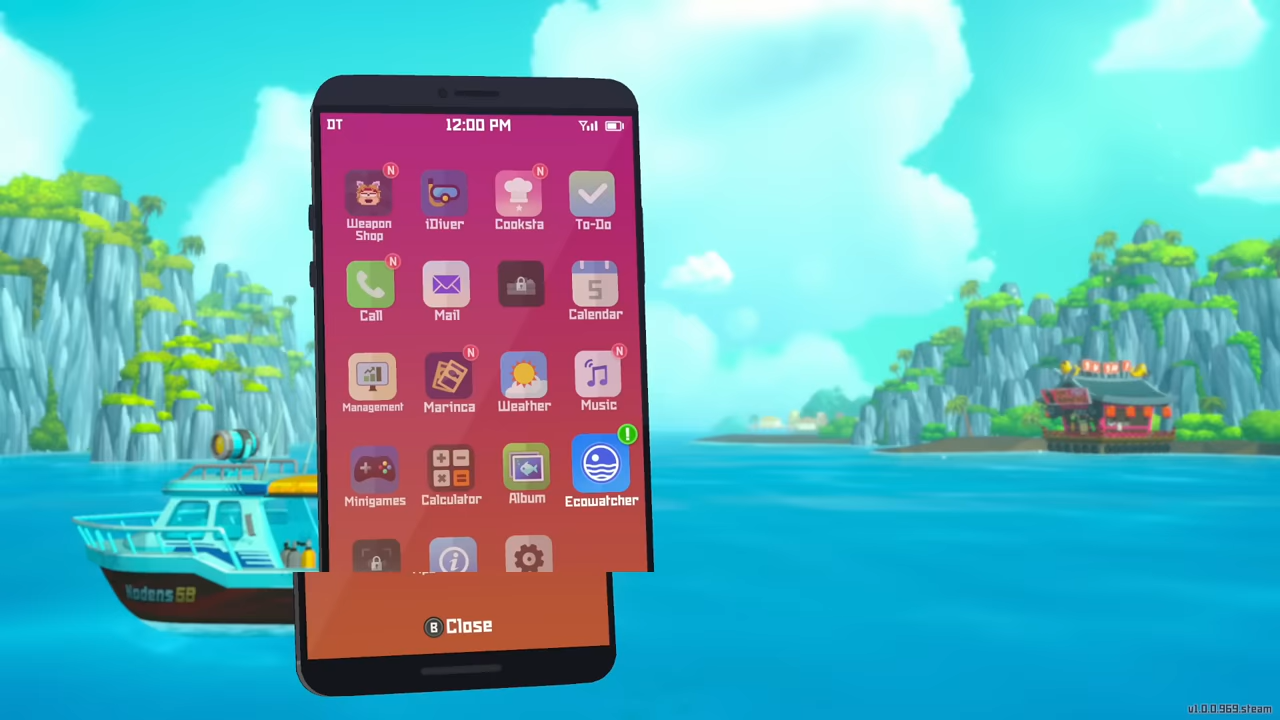 DT
12:00 PM
N
N
Weapon
Shop
iDiver
Cooksta
To-Do
N
5
Call
Mail
Calendar
N
N
Management
Marinca
Weather
Music
!
Minigames
Calculator
Album
Ecowatcher
Kodens 58
B Close
v1.0.0.969.steam